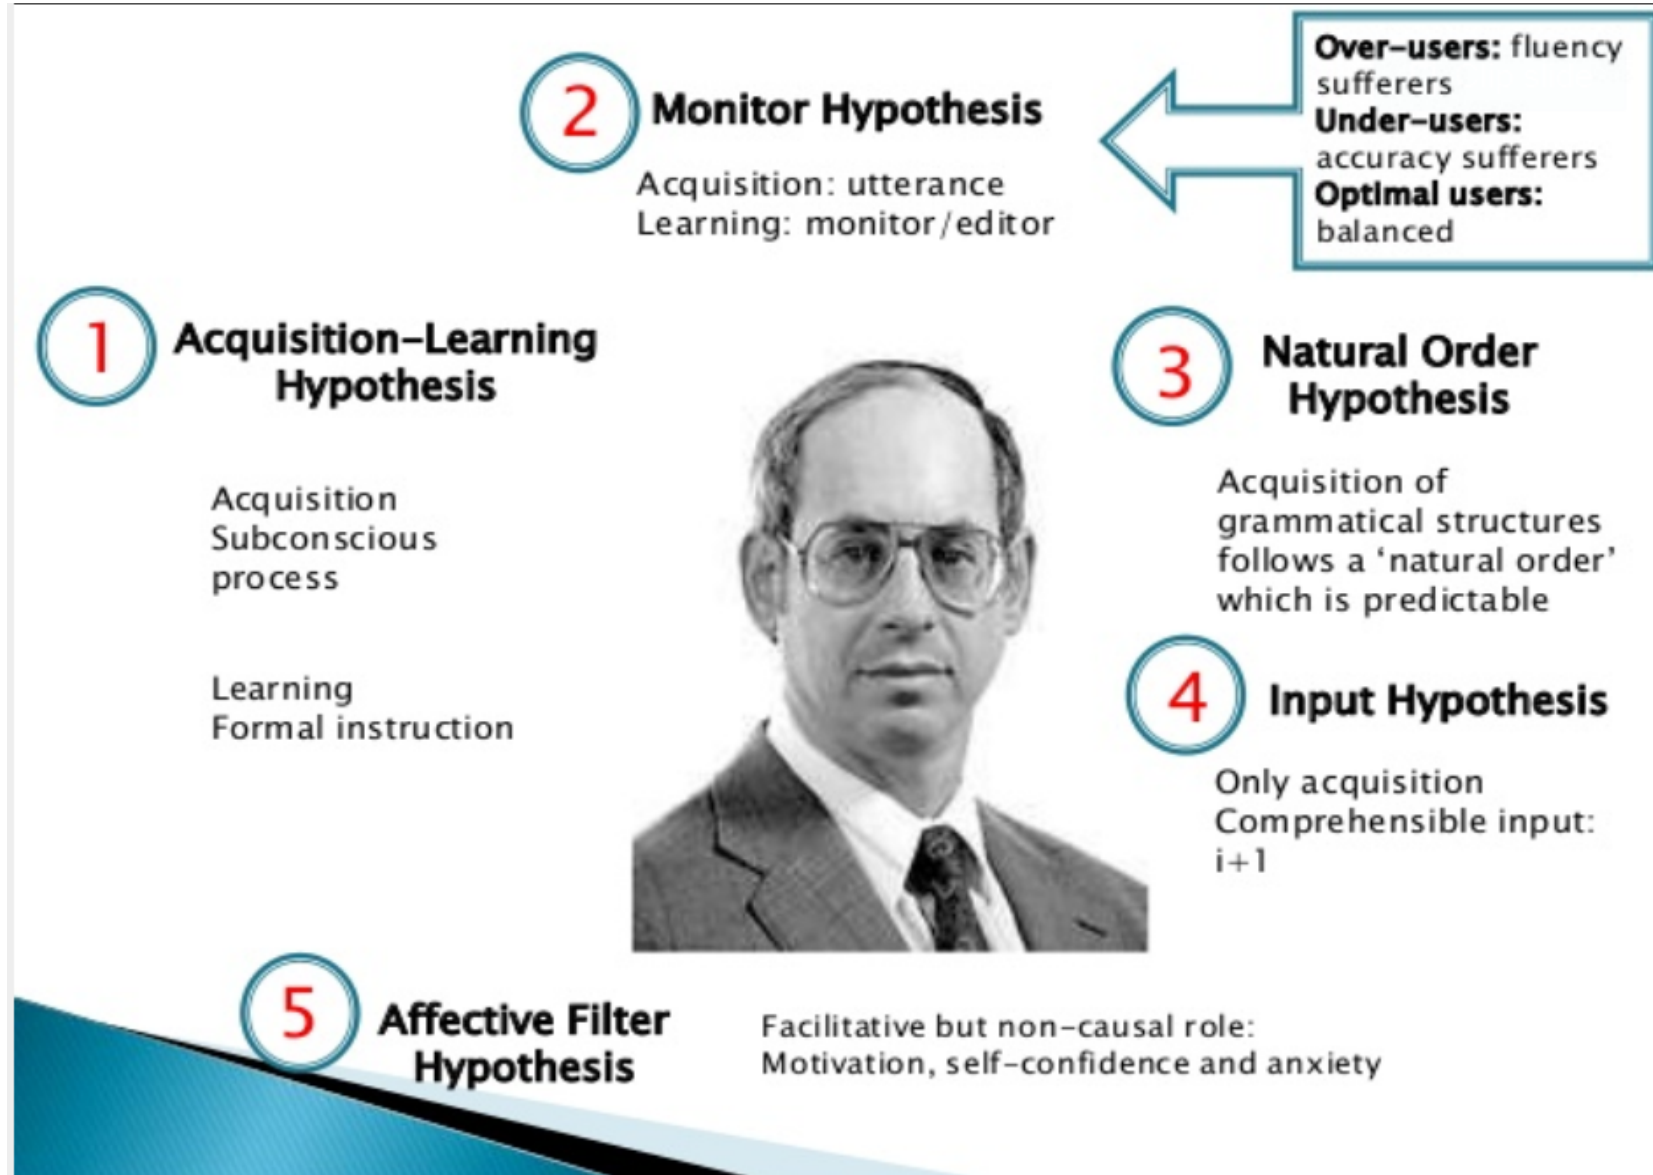 2
Monitor Hypothesis
Acquisition: utterance
Learning: monitor/editor
Over-users: fluency
sufferers
Under-users:
accuracy sufferers
Optimal users:
balanced
1
Acquisition-Learning
Hypothesis
Acquisition
Subconscious
process
Learning
Formal instruction
3
Natural Order
Hypothesis
Acquisition of
grammatical structures
follows a ‘natural order’
which is predictable
4
Input Hypothesis
Only acquisition
Comprehensible input:
i+1
5
Affective Filter
Hypothesis
Facilitative but non-causal role:
Motivation, self-confidence and anxiety